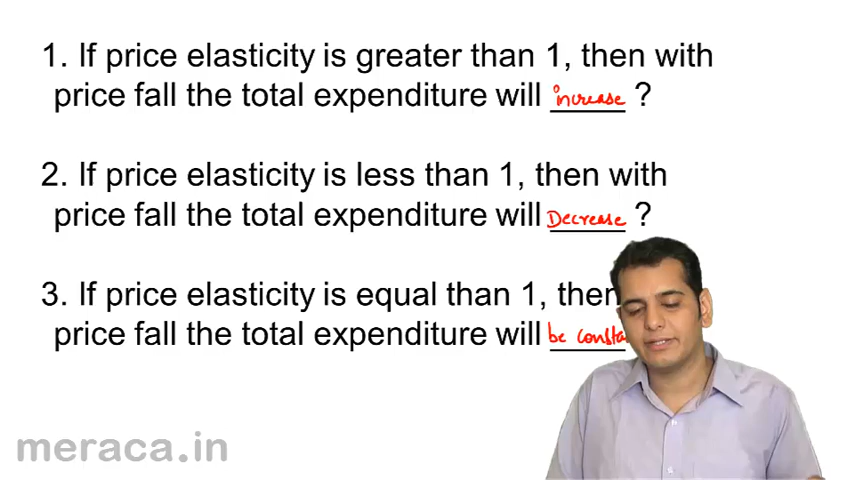 1. If price elasticity is greater than 1, then with
price fall the total expenditure will increase ?
2. If price elasticity is less than 1, then with
price fall the total expenditure will Decrease ?
3. If price elasticity is equal than 1, then
price fall the total expenditure will be consta
meraca.in